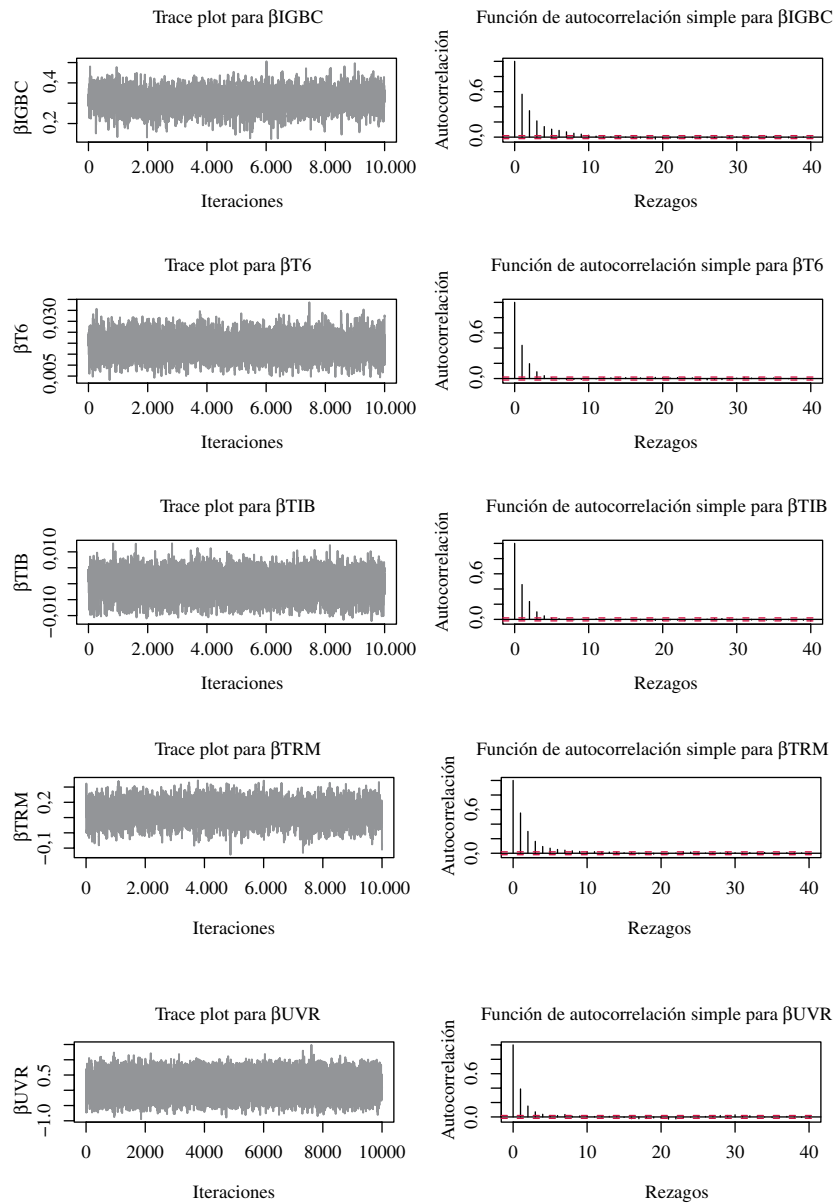 Trace plot para βIGBC
Función de autocorrelación simple para βIGBC
βIGBC
0,2 0,4
0 2.000 4.000 6.000 8.000 10.000
Iteraciones
Autocorrelación
0,0 0,6
0 10 20 30 40
Rezagos
Trace plot para βT6
Función de autocorrelación simple para βT6
βT6
0,005 0,030
0 2.000 4.000 6.000 8.000 10.000
Iteraciones
Autocorrelación
0,0 0,6
0 10 20 30 40
Rezagos
Trace plot para βTIB
Función de autocorrelación simple para βTIB
βTIB
−0,010 0,010
0 2.000 4.000 6.000 8.000 10.000
Iteraciones
Autocorrelación
0,0 0,6
0 10 20 30 40
Rezagos
Trace plot para βTRM
Función de autocorrelación simple para βTRM
βTRM
−0,1 0,2
0 2.000 4.000 6.000 8.000 10.000
Iteraciones
Autocorrelación
0,0 0,6
0 10 20 30 40
Rezagos
Trace plot para βUVR
Función de autocorrelación simple para βUVR
βUVR
−1.0 0.5
0 2.000 4.000 6.000 8000 10000
Iteraciones
Autocorrelación
0.0 0.6
0 10 20 30 40
Rezagos